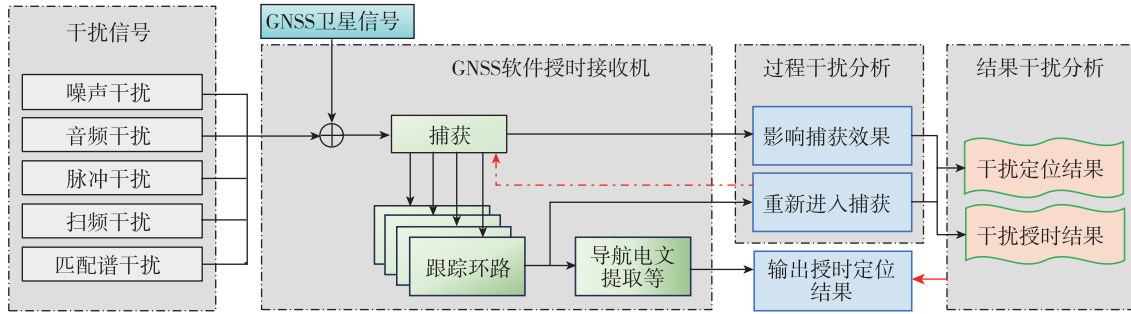 干扰信号
噪声干扰
音频干扰
脉冲干扰
扫频干扰
匹配谱干扰
GNSS卫星信号
GNSS软件授时接收机
捕获
跟踪环路
导航电文
提取等
过程干扰分析
影响捕获效果
重新进入捕获
输出授时定位
结果
结果干扰分析
干扰定位结果
干扰授时结果